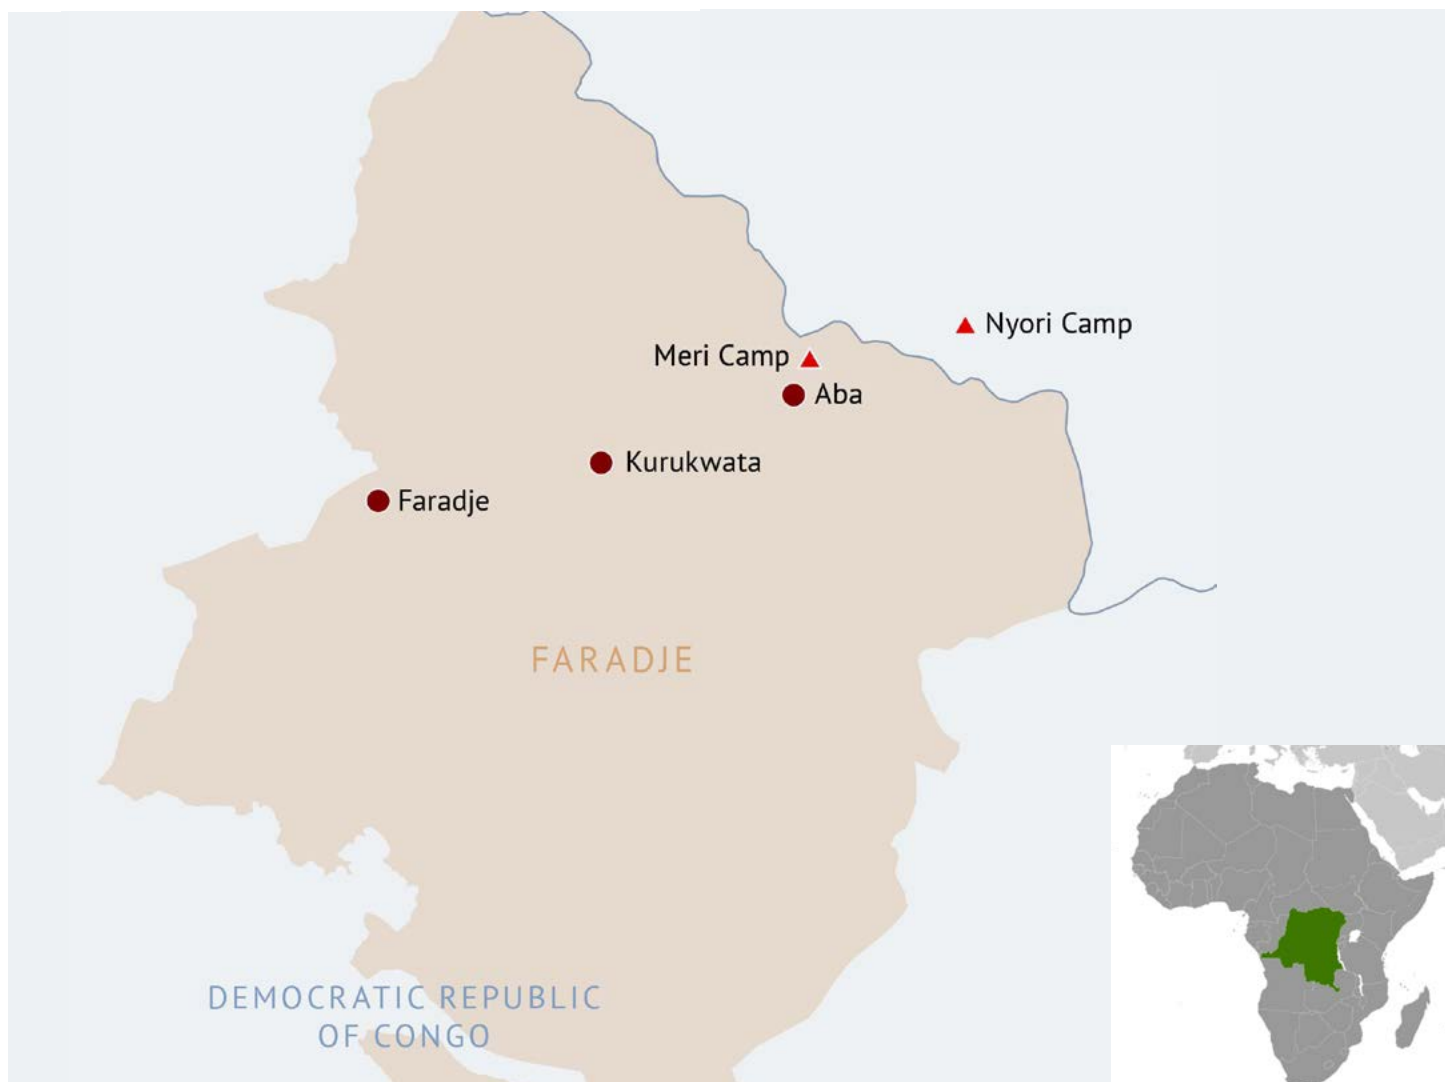 Nyori Camp
Meri Camp
Aba
Kurukwata
Faradje
FARADJE
DEMOCRATIC REPUBLIC
OF CONGO